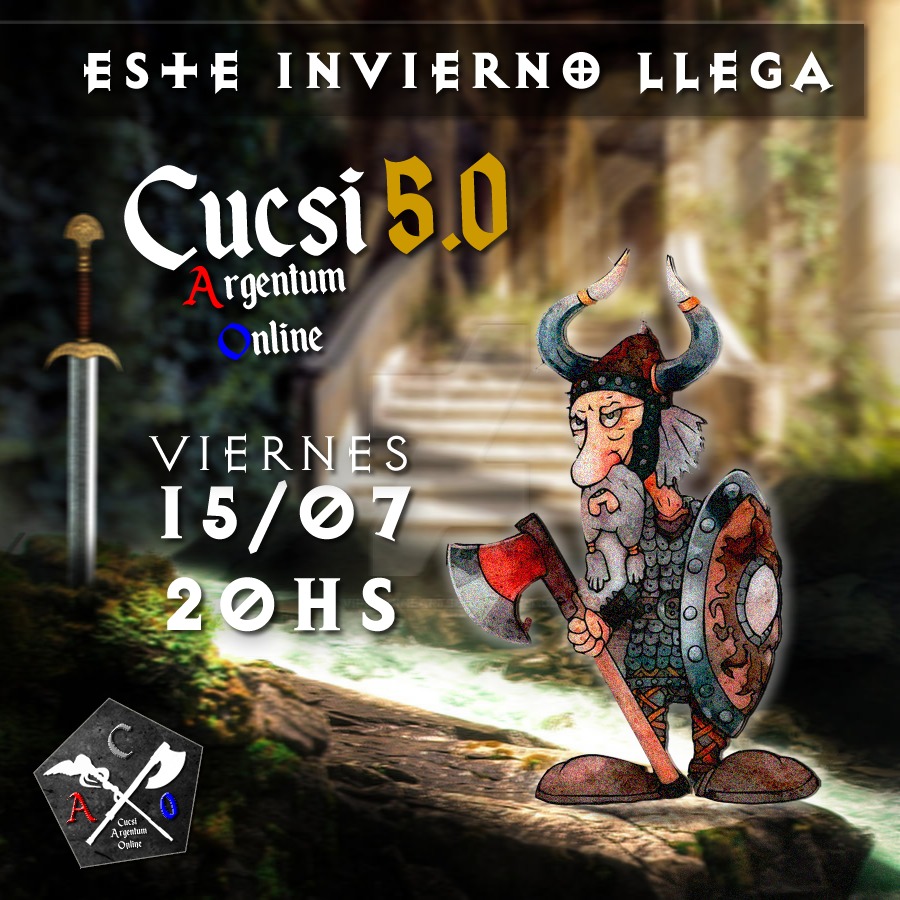 ESTE INVIERNO LLEGA
Cucsi 5.0
Argentum
Online
VIERNES
15/07
20HS
C
A O
Cucsi
Argentum
Online